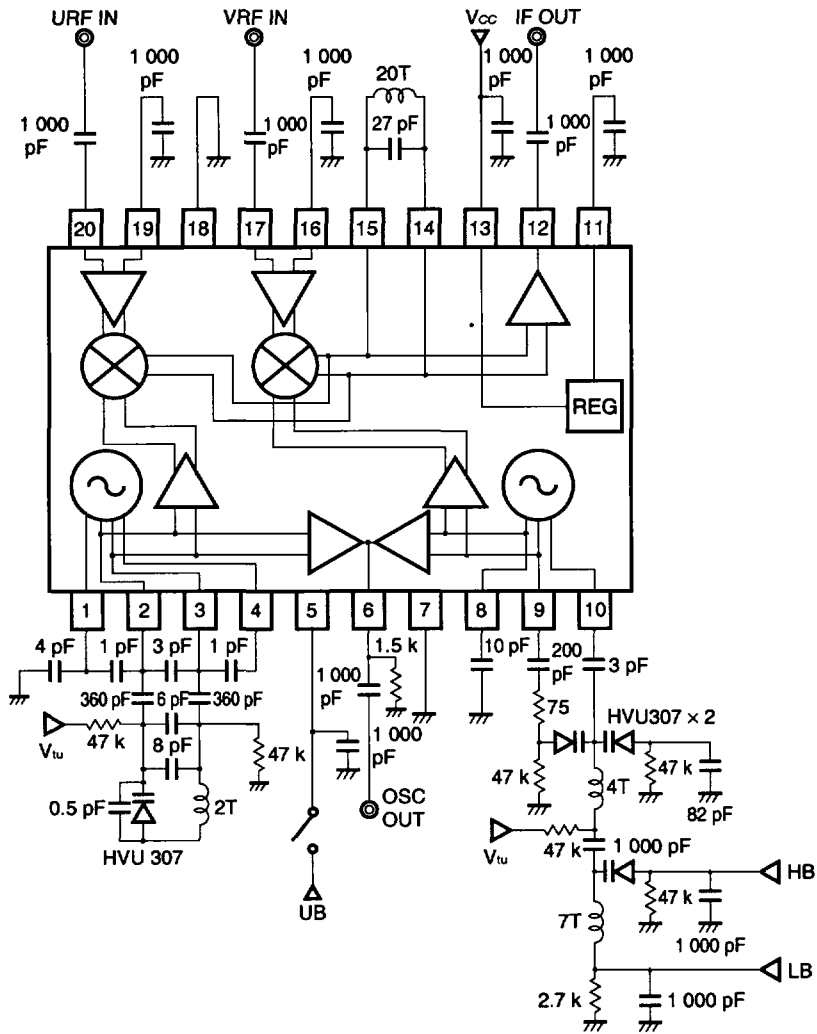 URF IN
VRF IN
Vcc
IF OUT
1 000 pF
1 000 pF
20T
1 000 pF
1 000 pF
1 000 pF
1 000 pF
27 pF
1 000 pF
20
19
18
17
16
15
14
13
12
11
REG
1
2
3
4
5
6
7
8
9
10
4 pF
1 pF
3 pF
1 pF
1.5 k
10 pF
200 pF
3 pF
360 pF
6 pF
360 pF
1 000 pF
75
HVU307 × 2
Vtu
47 k
8 pF
47 k
1 000 pF
47 k
4T
47 k
82 pF
0.5 pF
2T
OSC OUT
HVU 307
Vtu
47 k
1 000 pF
UB
HB
47 k
7T
1 000 pF
LB
2.7 k
1 000 pF